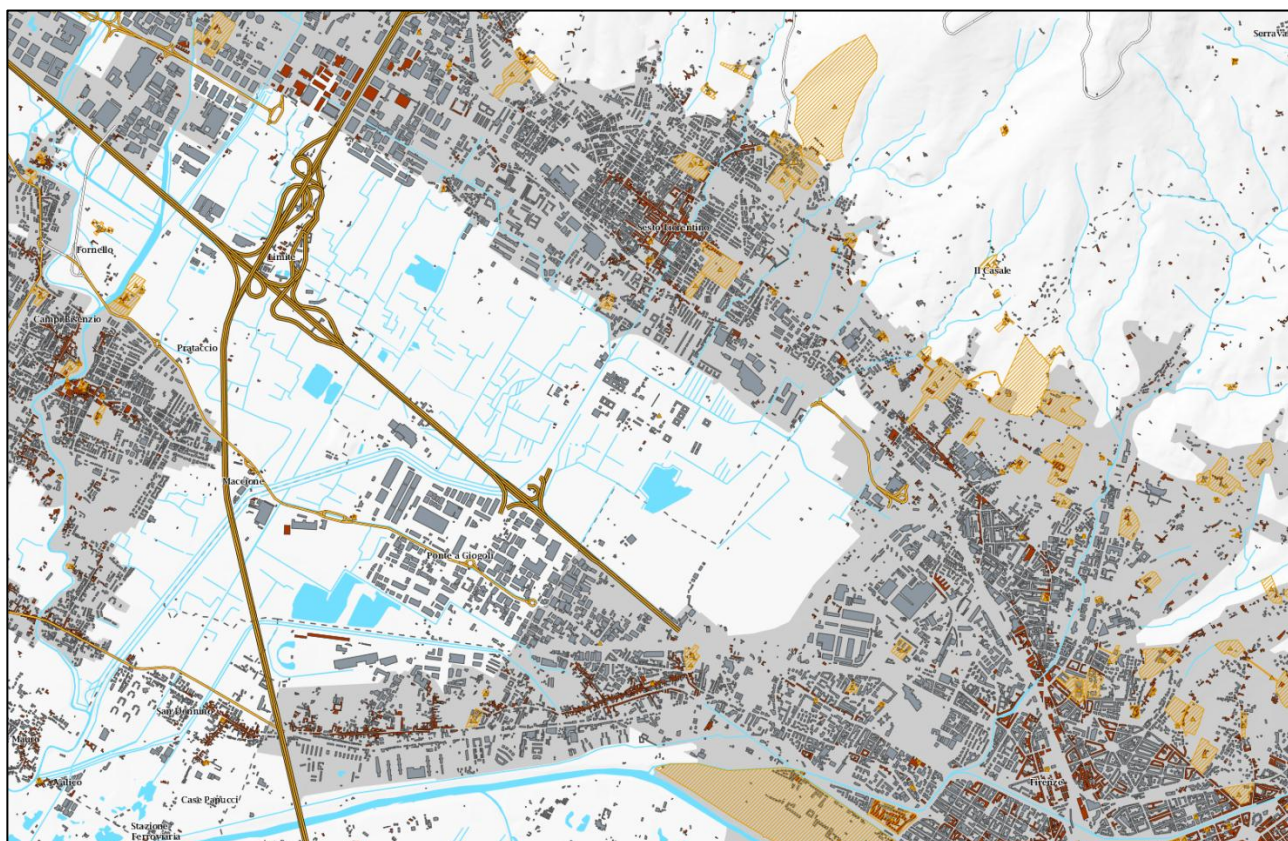 Serrava
Sesto Fiorentino
Fornello
Limite
Il Casale
Campi Bisenzio
Prataccio
Maccione
Ponte a Giogoli
San Donnino
Case Papucci
Firenze
Stazione
Ferroviaria